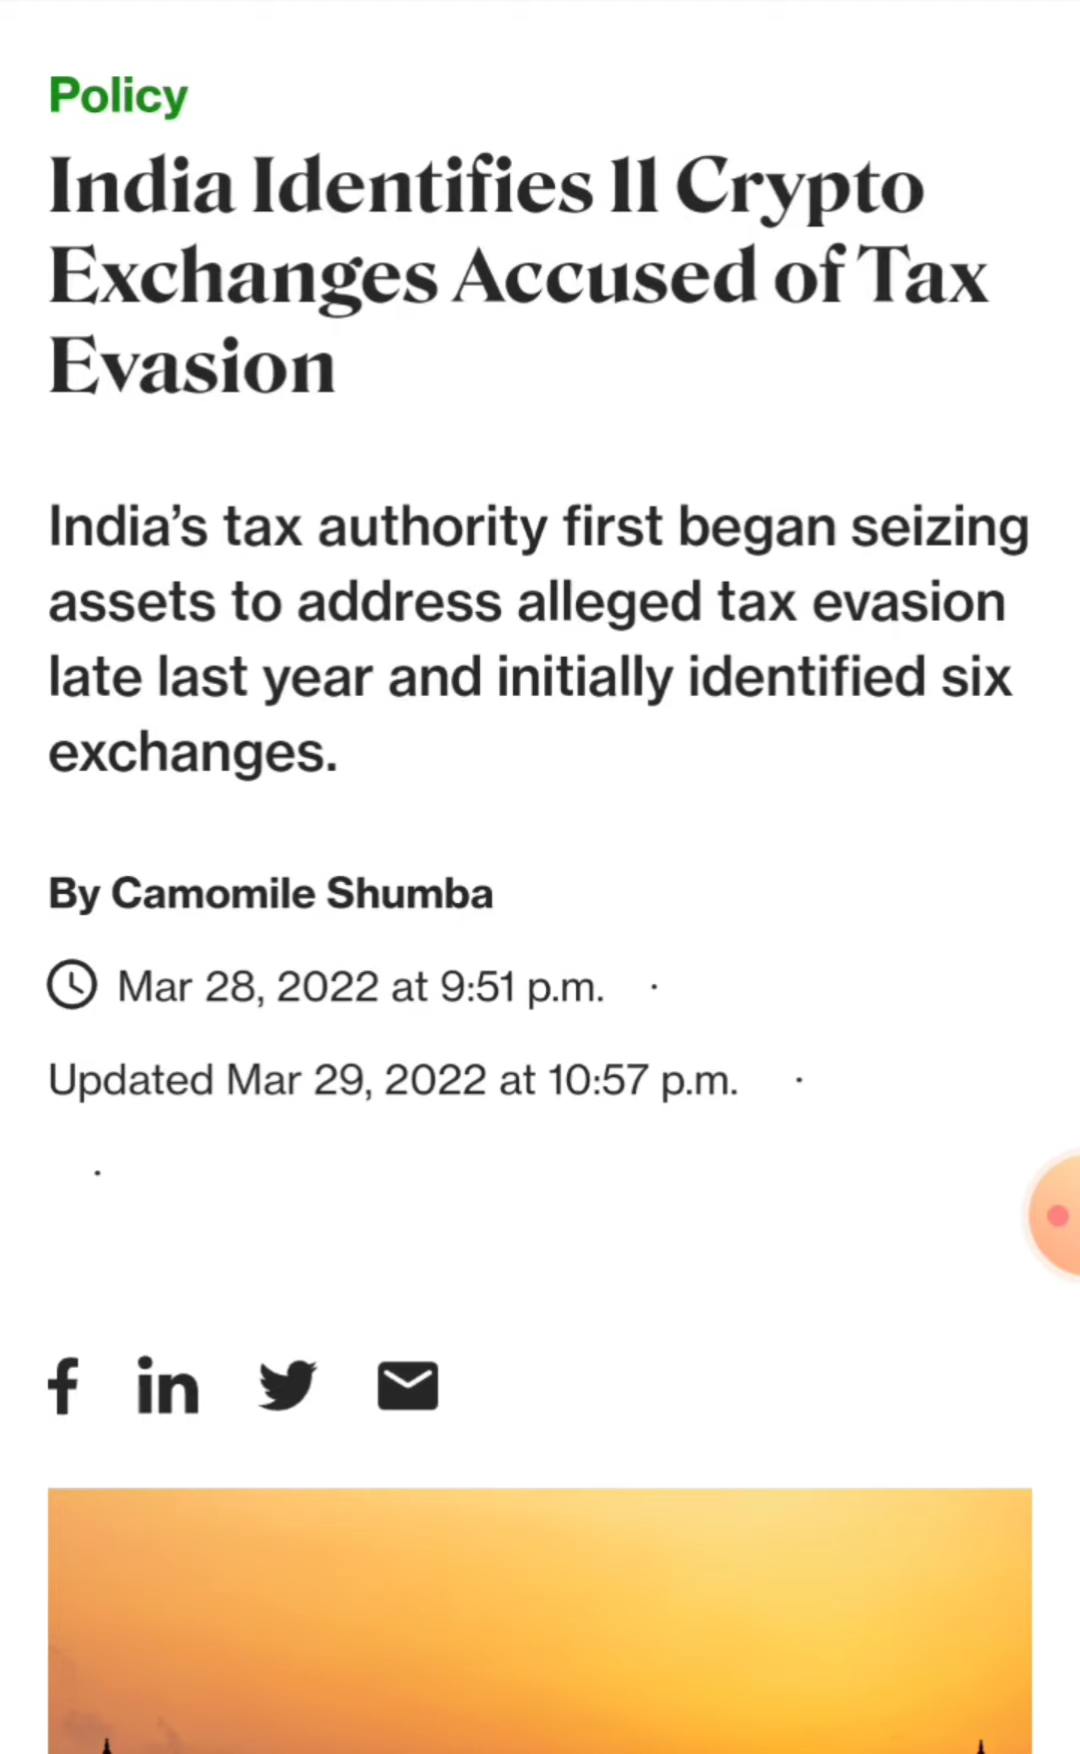 Policy
India Identifies 11 Crypto
Exchanges Accused of Tax
Evasion
India’s tax authority first began seizing
assets to address alleged tax evasion
late last year and initially identified six
exchanges.
By Camomile Shumba
Mar 28, 2022 at 9:51 p.m. ·
Updated Mar 29, 2022 at 10:57 p.m. ·
·